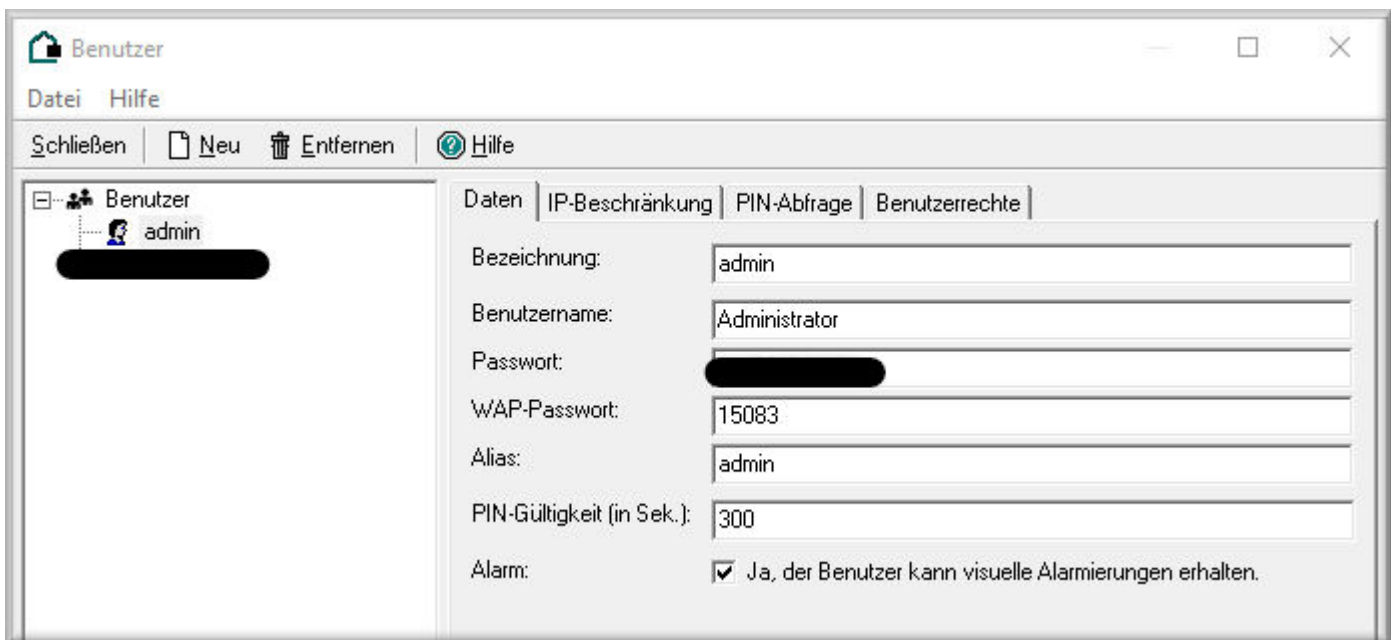 Benutzer
Datei Hilfe
Schließen Neu Entfernen Hilfe
Benutzer
admin
Daten IP-Beschränkung PIN-Abfrage Benutzerrechte
Bezeichnung: admin
Benutzername: Administrator
Passwort:
WAP-Passwort: 15083
Alias: admin
PIN-Gültigkeit (in Sek.): 300
Alarm: Ja, der Benutzer kann visuelle Alarmierungen erhalten.